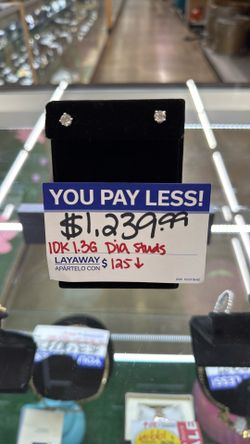 YOU PAY LESS!
$1,239.99
10K 1.3G Dia Studs
LAYAWAY $ 125↓
APARTELO CON